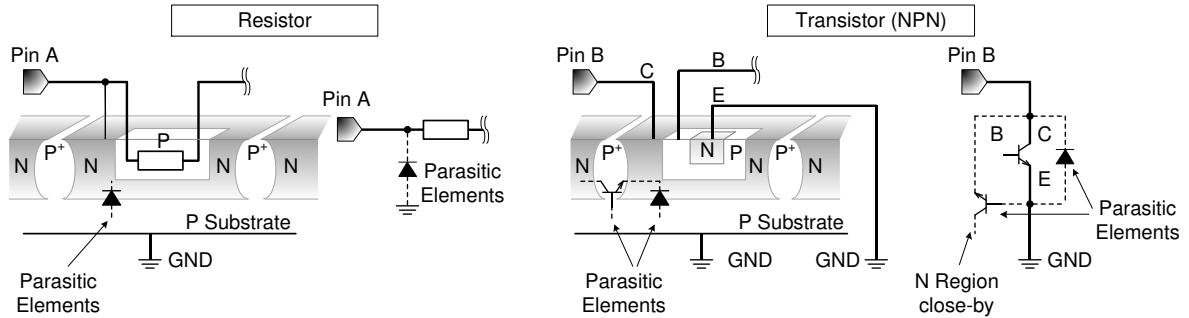 Resistor
Pin A
N
P+
N
P
N
P+
N
Parasitic
Elements
P Substrate
GND
Pin A
Parasitic
Elements
Transistor (NPN)
Pin B
C
B
E
N
P+
N
N
P
P+
N
P Substrate
Parasitic
Elements
GND
GND
Pin B
B
C
E
Parasitic
Elements
GND
N Region
close-by